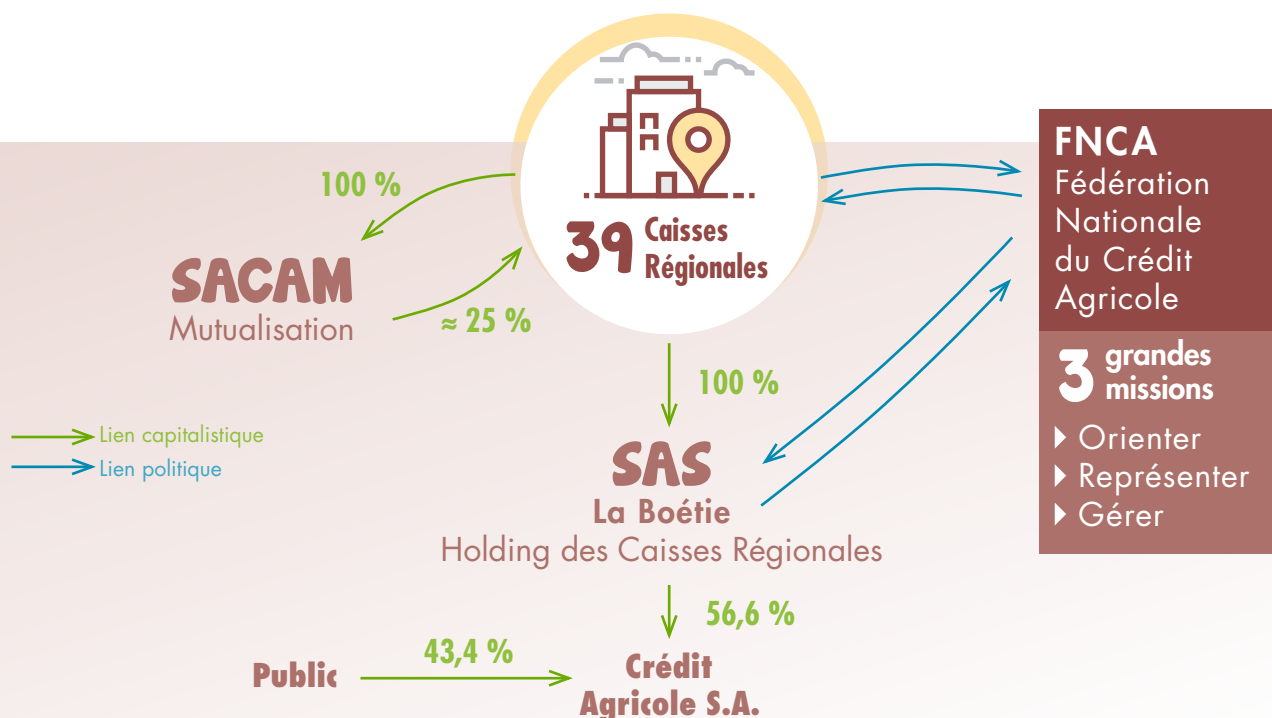 39 Caisses
Régionales
100 %
SACAM
Mutualisation
≈ 25 %
100 %
Lien capitalistique
Lien politique
SAS
La Boétie
Holding des Caisses Régionales
56,6 %
Public
43,4 %
Crédit
Agricole S.A.
FNCA
Fédération
Nationale
du Crédit
Agricole
3 grandes
missions
Orienter
Représenter
Gérer